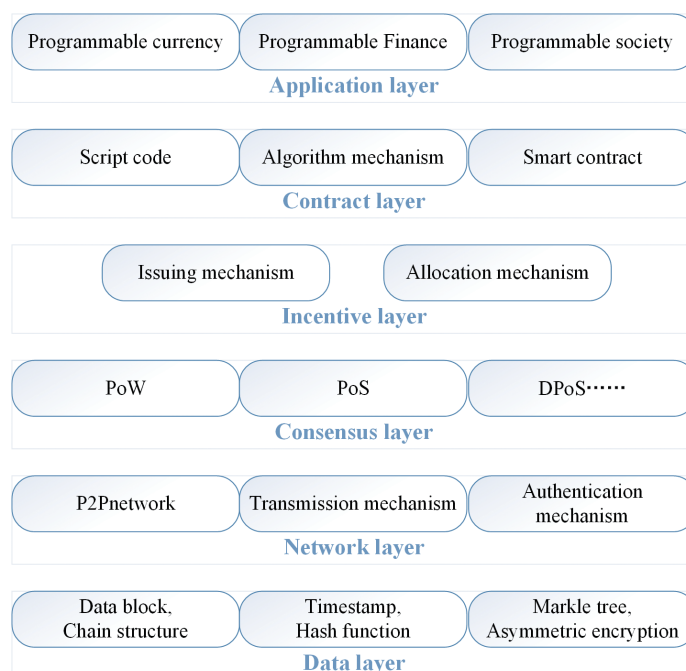 Programmable currency Programmable Finance Programmable society
Application layer
Script code Algorithm mechanism Smart contract
Contract layer
Issuing mechanism Allocation mechanism
Incentive layer
PoW PoS DPoS······
Consensus layer
P2Pnetwork Transmission mechanism Authentication
mechanism
Network layer
Data block, Timestamp, Markle tree,
Chain structure Hash function Asymmetric encryption
Data layer